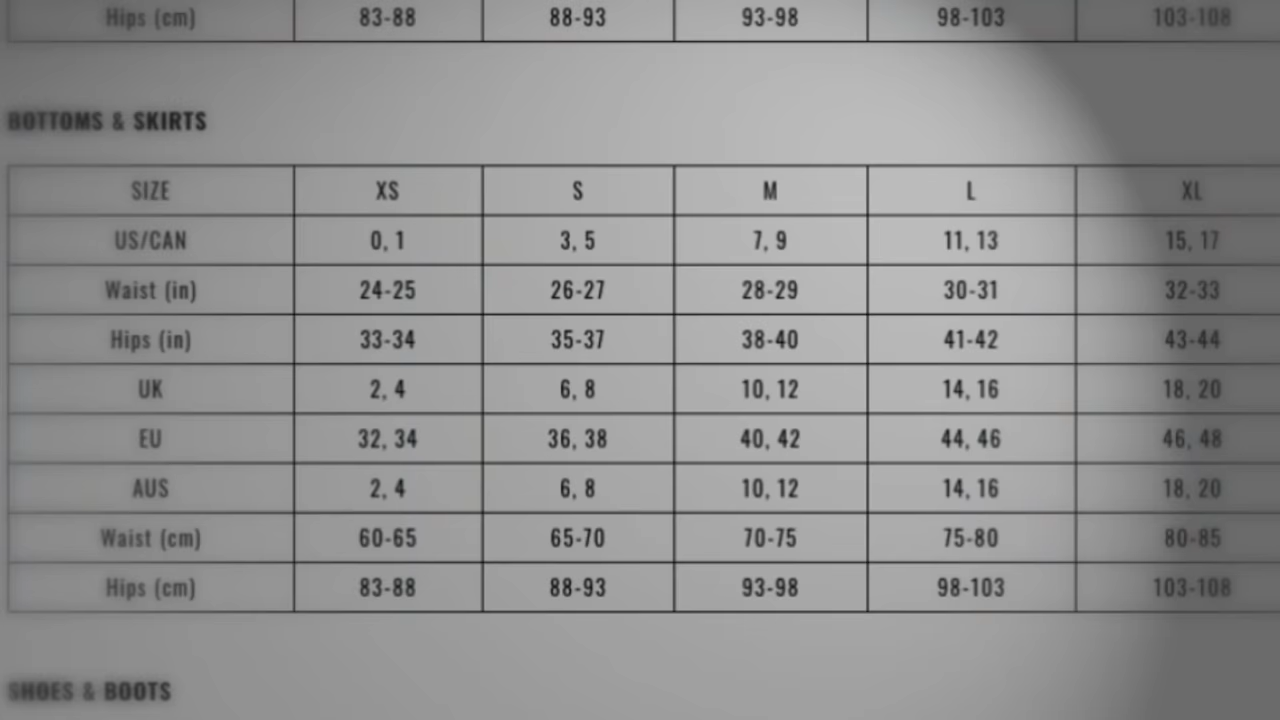 Hips (cm) 83-88 88-93 93-98 98-103 103-108
BOTTOMS & SKIRTS
SIZE XS S M L XL
US/CAN 0, 1 3, 5 7, 9 11, 13 15, 17
Waist (in) 24-25 26-27 28-29 30-31 32-33
Hips (in) 33-34 35-37 38-40 41-42 43-44
UK 2, 4 6, 8 10, 12 14, 16 18, 20
EU 32, 34 36, 38 40, 42 44, 46 46, 48
AUS 2, 4 6, 8 10, 12 14, 16 18, 20
Waist (cm) 60-65 65-70 70-75 75-80 80-85
Hips (cm) 83-88 88-93 93-98 98-103 103-108
SHOES & BOOTS